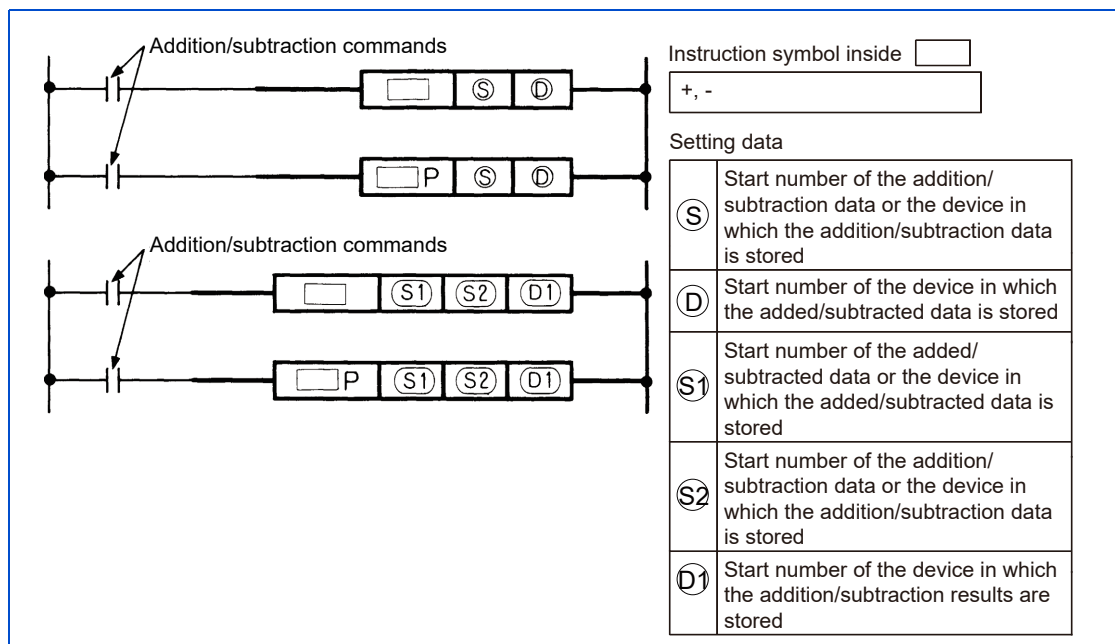 Addition/subtraction commands
S D
P S D
Addition/subtraction commands
S1 S2 D1
P S1 S2 D1
Instruction symbol inside
+, -
Setting data
S
Start number of the addition/
subtraction data or the device in
which the addition/subtraction data
is stored
D
Start number of the device in which
the added/subtracted data is stored
S1
Start number of the added/
subtracted data or the device in
which the added/subtracted data is
stored
S2
Start number of the addition/
subtraction data or the device in
which the addition/subtraction data
is stored
D1
Start number of the device in which
the addition/subtraction results are
stored